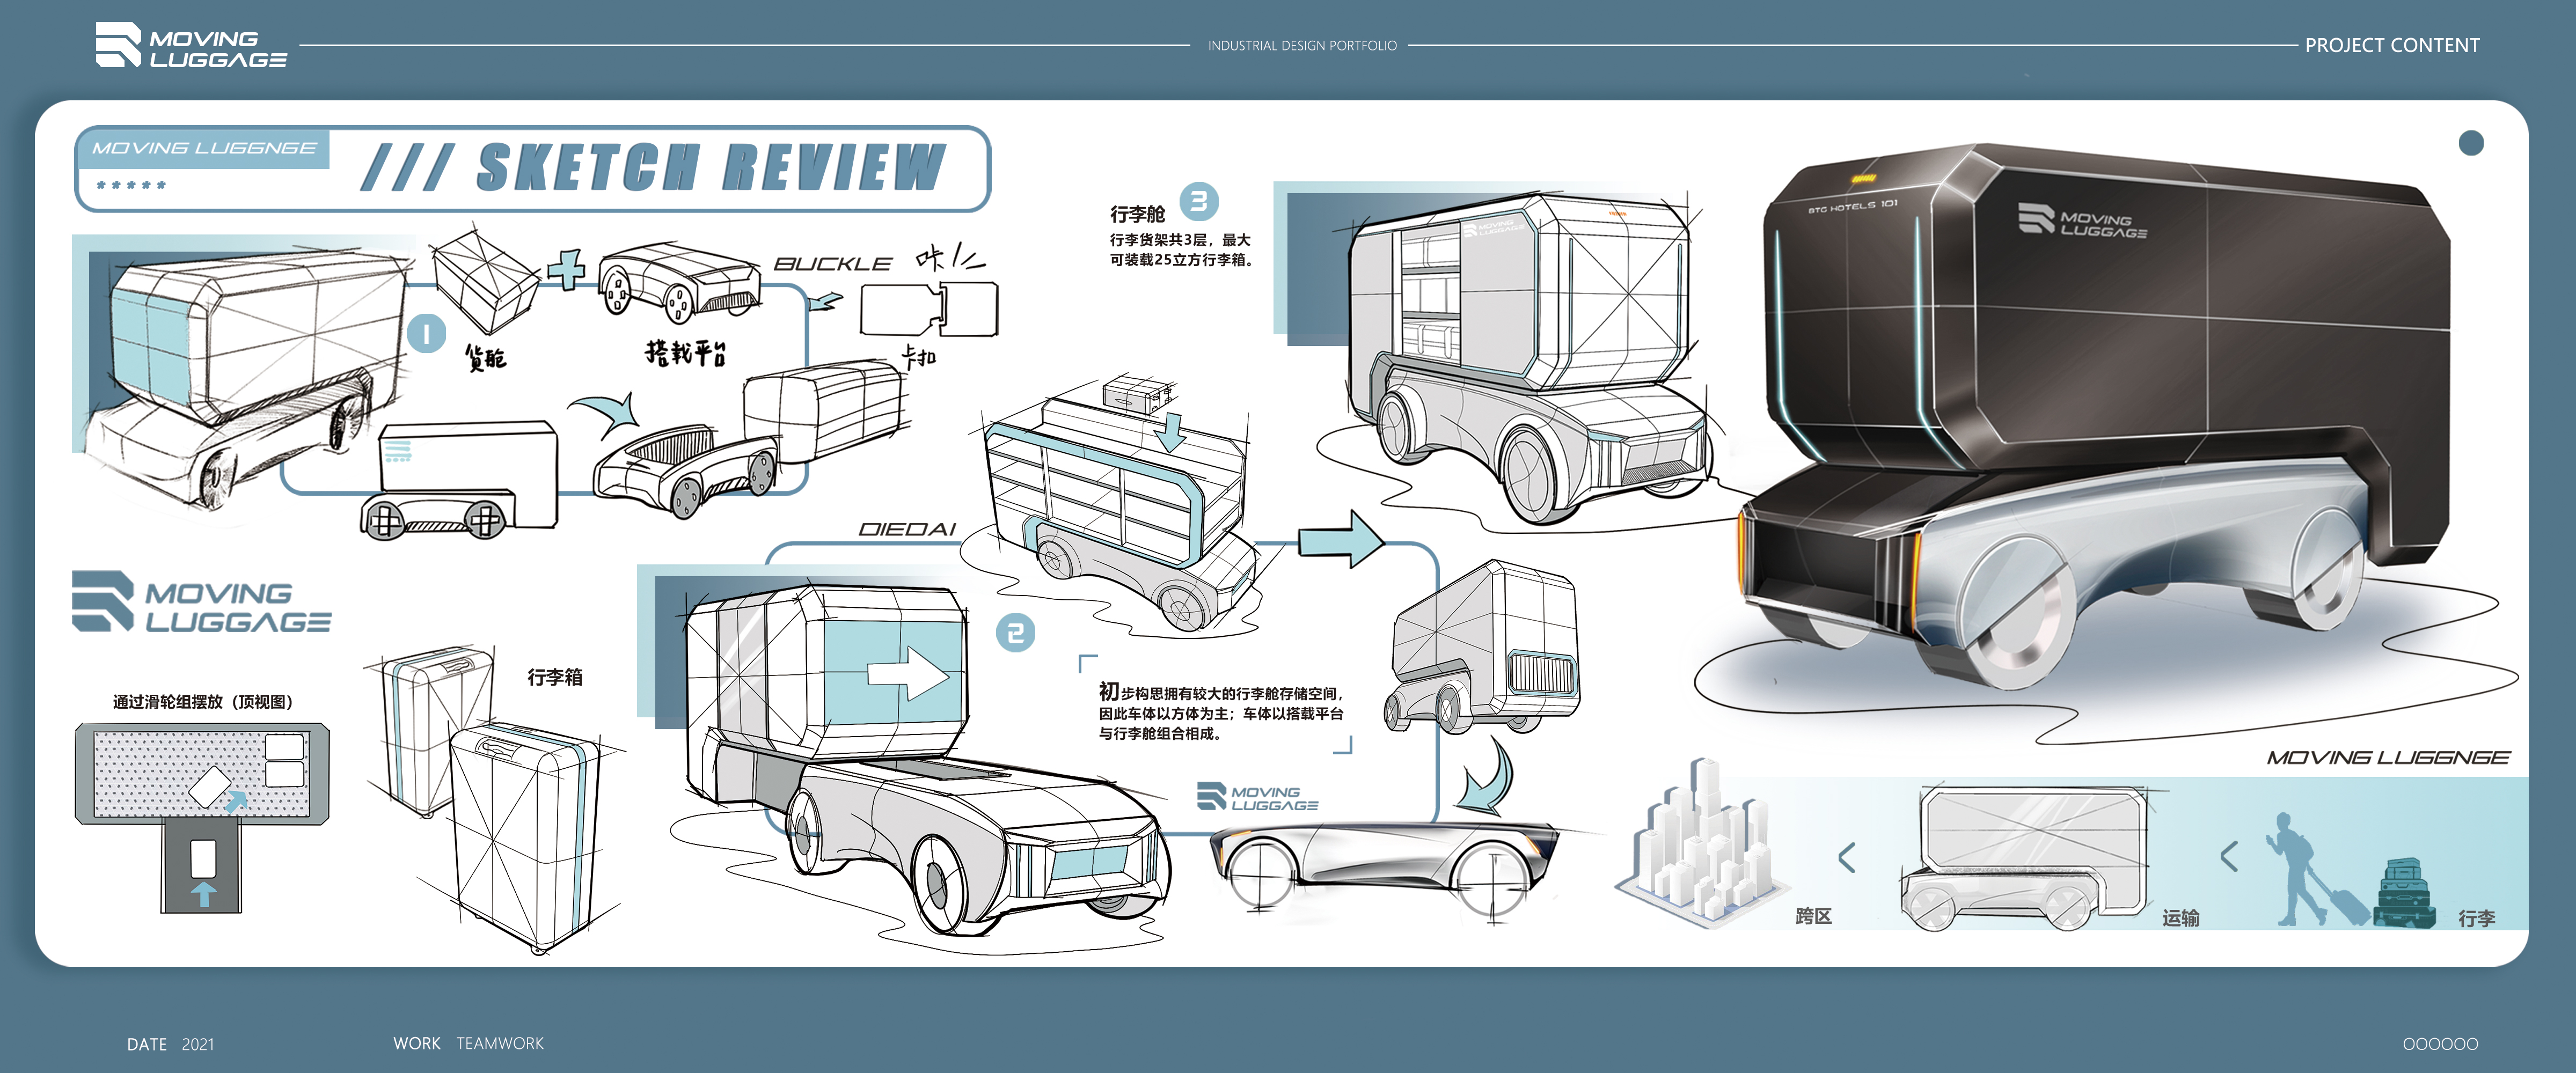 MOVING
LUGGAGE
INDUSTRIAL DESIGN PORTFOLIO
PROJECT CONTENT
MOVING LUGGNGE
*****
/// SKETCH REVIEW
1
货舱
搭载平台
BUCKLE
咔!
卡扣
行李舱
3
行李货架共3层，最大
可装载25立方行李箱。
MOVING
LUGGAGE
BTG HOTELS 101
MOVING
LUGGAGE
DIEDAI
MOVING
LUGGAGE
2
初步构思拥有较大的行李舱存储空间，
因此车体以方体为主；车体以搭载平台
与行李舱组合相成。
行李箱
通过滑轮组摆放（顶视图）
MOVING
LUGGAGE
MOVING LUGGNGE
跨区
<
运输
<
行李
DATE 2021
WORK TEAMWORK
OOOOOO